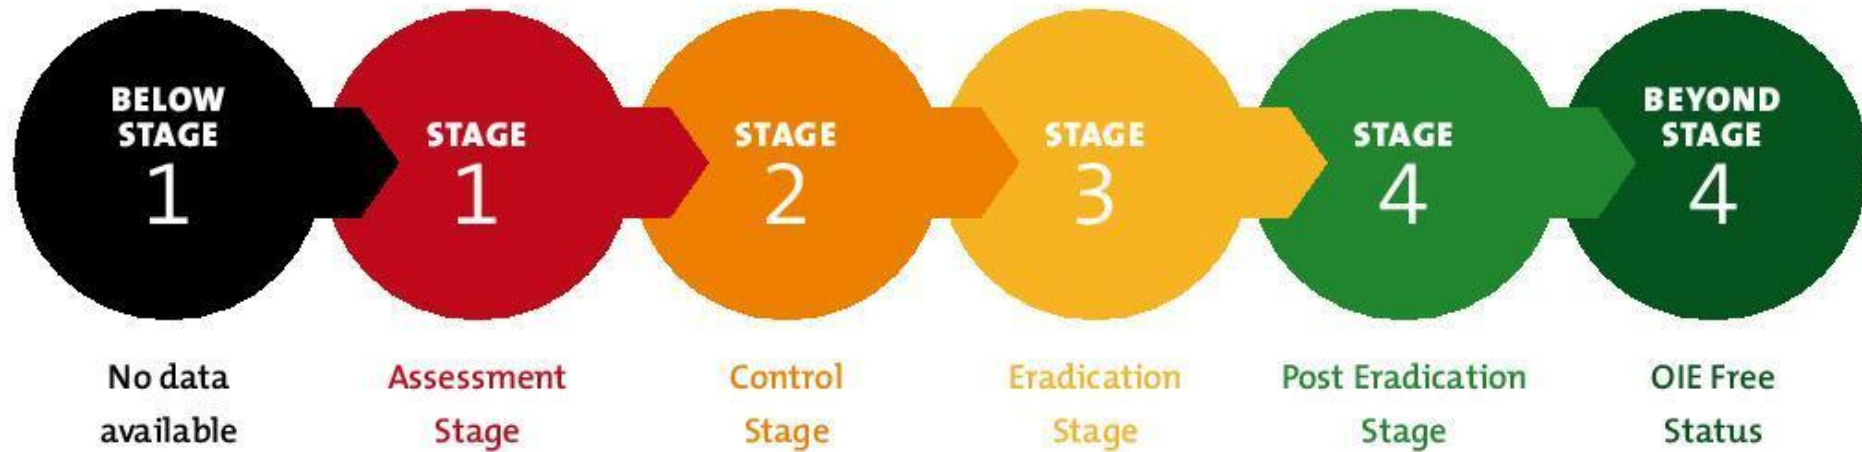 BELOW
STAGE
1
STAGE
1
STAGE
2
STAGE
3
STAGE
4
BEYOND
STAGE
4
No data
available
Assessment
Stage
Control
Stage
Eradication
Stage
Post Eradication
Stage
OIE Free
Status